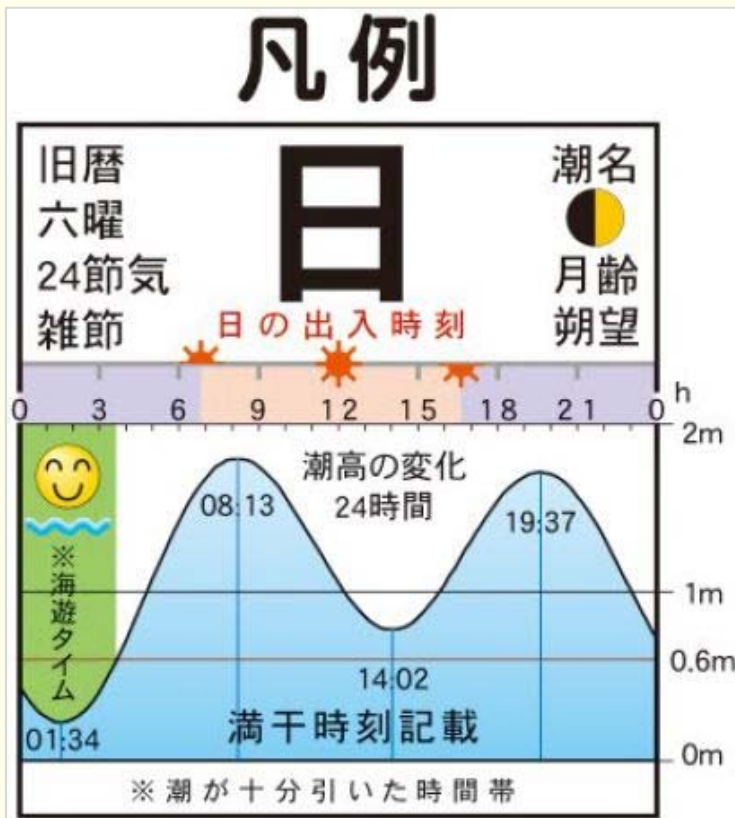 凡例
旧暦
六曜
24節気
雑節
日
潮名
月齢
朔望
日の出入時刻
0 3 6 9 12 15 18 21 0 h
2m
潮高の変化
24時間
08:13
19:37
※海遊タイム
1m
0.6m
14:02
01:34
満干時刻記載
0m
※潮が十分引いた時間帯